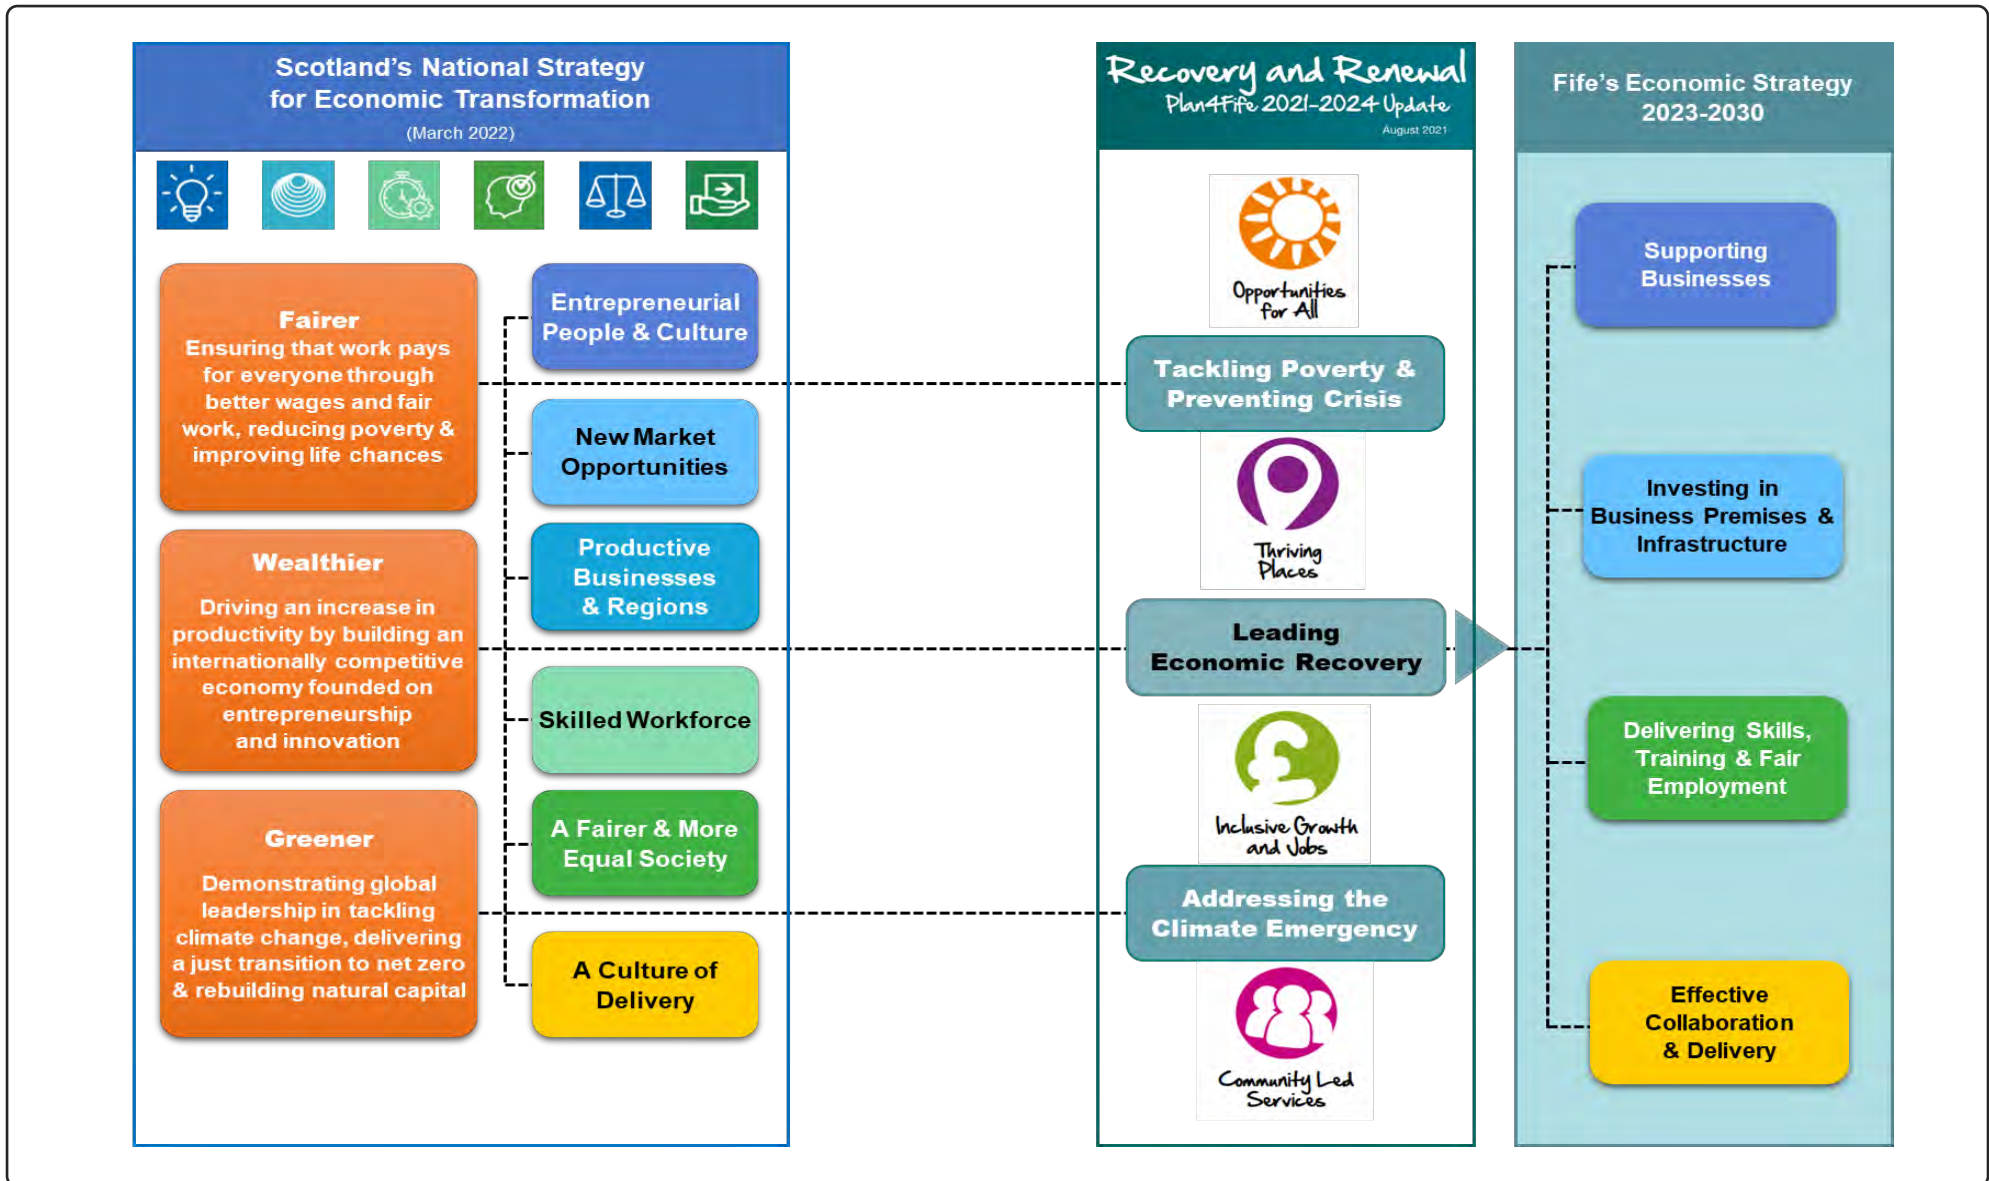 Scotland's National Strategy
for Economic Transformation
(March 2022)
Fairer
Ensuring that work pays
for everyone through
better wages and fair
work, reducing poverty &
improving life chances
Wealthier
Driving an increase in
productivity by building an
internationally competitive
economy founded on
entrepreneurship
and innovation
Greener
Demonstrating global
leadership in tackling
climate change, delivering
a just transition to net zero
& rebuilding natural capital
Entrepreneurial
People & Culture
New Market
Opportunities
Productive
Businesses
& Regions
Skilled Workforce
A Fairer & More
Equal Society
A Culture of
Delivery
Recovery and Renewal
Plan4Fife 2021-2024 Update
August 2021
Opportunities
for All
Tackling Poverty &
Preventing Crisis
Thriving
Places
Leading
Economic Recovery
Inclusive Growth
and Jobs
Addressing the
Climate Emergency
Community Led
Services
Fife's Economic Strategy
2023-2030
Supporting
Businesses
Investing in
Business Premises &
Infrastructure
Delivering Skills,
Training & Fair
Employment
Effective
Collaboration
& Delivery